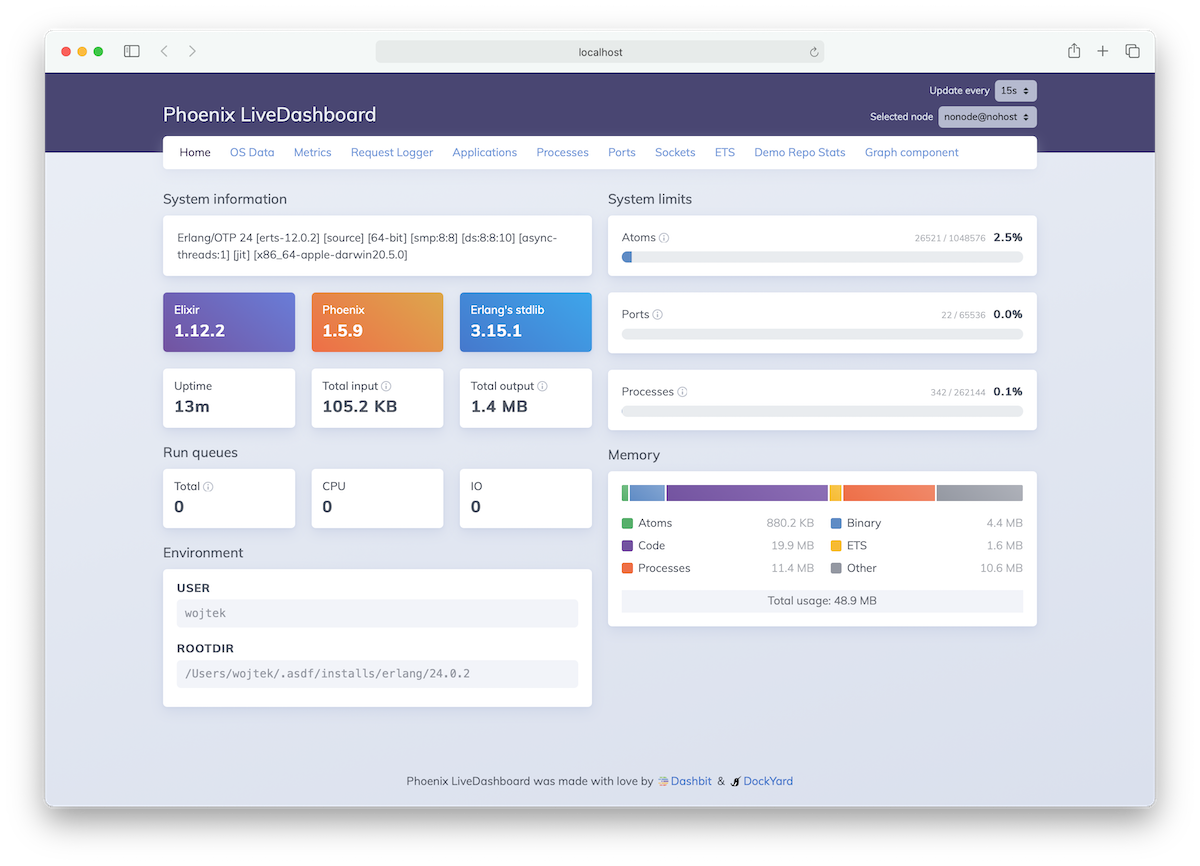 localhost
Update every 15s
Phoenix LiveDashboard
Selected node nonode@nohost
Home OS Data Metrics Request Logger Applications Processes Ports Sockets ETS Demo Repo Stats Graph component
System information
Erlang/OTP 24 [erts-12.0.2] [source] [64-bit] [smp:8:8] [ds:8:8:10] [async-
threads:1] [jit] [x86_64-apple-darwin20.5.0]
Elixir
1.12.2
Phoenix
1.5.9
Erlang's stdlib
3.15.1
Uptime
13m
Total input
105.2 KB
Total output
1.4 MB
Run queues
Total
0
CPU
0
IO
0
Environment
USER
wojtek
ROOTDIR
/Users/wojtek/.asdf/installs/erlang/24.0.2
System limits
Atoms 26521 / 1048576 2.5%
Ports 22 / 65536 0.0%
Processes 342 / 262144 0.1%
Memory
Atoms 880.2 KB Binary 4.4 MB
Code 19.9 MB ETS 1.6 MB
Processes 11.4 MB Other 10.6 MB
Total usage: 48.9 MB
Phoenix LiveDashboard was made with love by Dashbit & DockYard